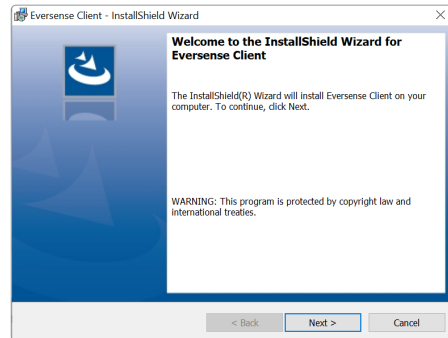 Eversense Client - InstallShield Wizard
Welcome to the InstallShield Wizard for
Eversense Client
The InstallShield(R) Wizard will install Eversense Client on your
computer. To continue, click Next.
WARNING: This program is protected by copyright law and
international treaties.
< Back Next > Cancel